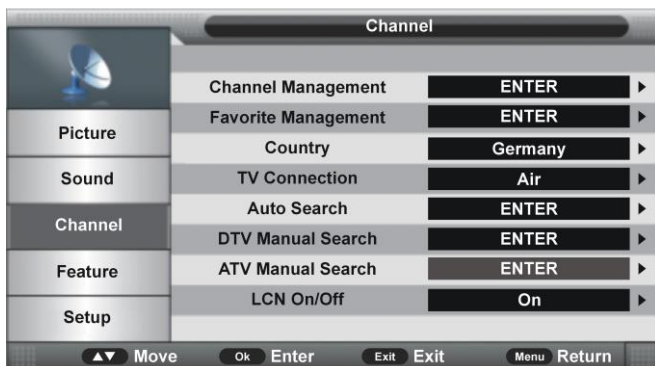 Channel
Channel Management ENTER
Favorite Management ENTER
Country Germany
TV Connection Air
Auto Search ENTER
DTV Manual Search ENTER
ATV Manual Search ENTER
LCN On/Off On
Picture
Sound
Channel
Feature
Setup
▲▼ Move Ok Enter Exit Exit Menu Return